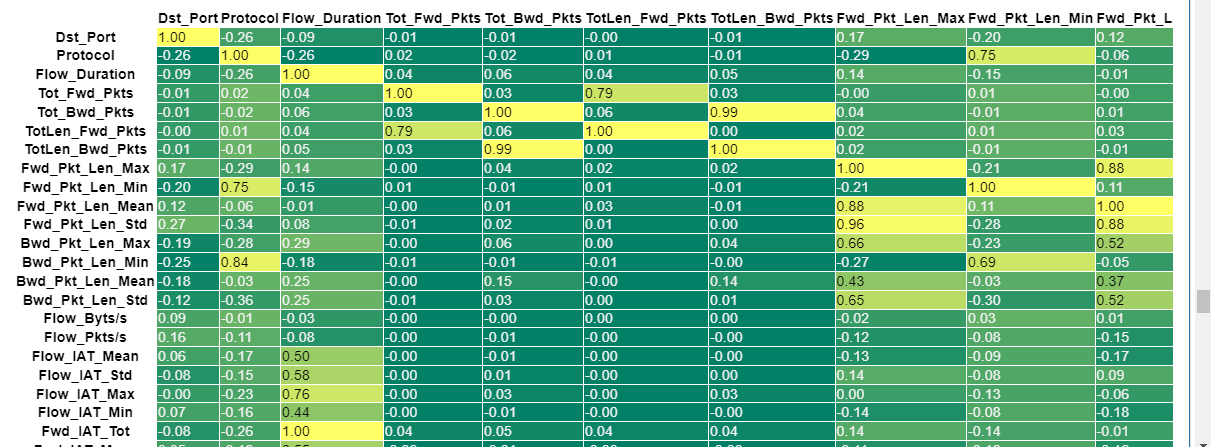 Dst_Port Protocol Flow_Duration Tot_Fwd_Pkts Tot_Bwd_Pkts TotLen_Fwd_Pkts TotLen_Bwd_Pkts Fwd_Pkt_Len_Max Fwd_Pkt_Len_Min Fwd_Pkt_L
Dst_Port 1.00 -0.26 -0.09 -0.01 -0.01 -0.00 -0.01 0.17 -0.20 0.12
Protocol -0.26 1.00 -0.26 0.02 -0.02 0.01 -0.01 -0.29 0.75 -0.06
Flow_Duration -0.09 -0.26 1.00 0.04 0.06 0.04 0.05 0.14 -0.15 -0.01
Tot_Fwd_Pkts -0.01 0.02 0.04 1.00 0.03 0.79 0.03 -0.00 0.01 -0.00
Tot_Bwd_Pkts -0.01 -0.02 0.06 0.03 1.00 0.06 0.99 0.04 -0.01 0.01
TotLen_Fwd_Pkts -0.00 0.01 0.04 0.79 0.06 1.00 0.00 0.02 0.01 0.03
TotLen_Bwd_Pkts -0.01 -0.01 0.05 0.03 0.99 0.00 1.00 0.02 -0.01 -0.01
Fwd_Pkt_Len_Max 0.17 -0.29 0.14 -0.00 0.04 0.02 0.02 1.00 -0.21 0.88
Fwd_Pkt_Len_Min -0.20 0.75 -0.15 0.01 -0.01 0.01 -0.01 -0.21 1.00 0.11
Fwd_Pkt_Len_Mean 0.12 -0.06 -0.01 -0.00 0.01 0.03 -0.01 0.88 0.11 1.00
Fwd_Pkt_Len_Std 0.27 -0.34 0.08 -0.01 0.02 0.01 0.00 0.96 -0.28 0.88
Bwd_Pkt_Len_Max -0.19 -0.28 0.29 -0.00 0.06 0.00 0.04 0.66 -0.23 0.52
Bwd_Pkt_Len_Min -0.25 0.84 -0.18 -0.01 -0.01 -0.01 -0.00 -0.27 0.69 -0.05
Bwd_Pkt_Len_Mean -0.18 -0.03 0.25 -0.00 0.15 -0.00 0.14 0.43 -0.03 0.37
Bwd_Pkt_Len_Std -0.12 -0.36 0.25 -0.01 0.03 0.00 0.01 0.65 -0.30 0.52
Flow_Byts/s 0.09 -0.01 -0.03 -0.00 -0.00 0.00 0.00 -0.02 0.03 0.01
Flow_Pkts/s 0.16 -0.11 -0.08 -0.00 -0.01 -0.00 -0.00 -0.12 -0.08 -0.15
Flow_IAT_Mean 0.06 -0.17 0.50 -0.00 -0.01 -0.00 -0.00 -0.13 -0.09 -0.17
Flow_IAT_Std -0.08 -0.15 0.58 -0.00 0.01 -0.00 0.00 0.14 -0.08 0.09
Flow_IAT_Max -0.00 -0.23 0.76 -0.00 0.03 -0.00 0.03 0.00 -0.13 -0.06
Flow_IAT_Min 0.07 -0.16 0.44 -0.00 -0.01 -0.00 -0.00 -0.14 -0.08 -0.18
Fwd_IAT_Tot -0.08 -0.26 1.00 0.04 0.05 0.04 0.04 0.14 -0.14 -0.01